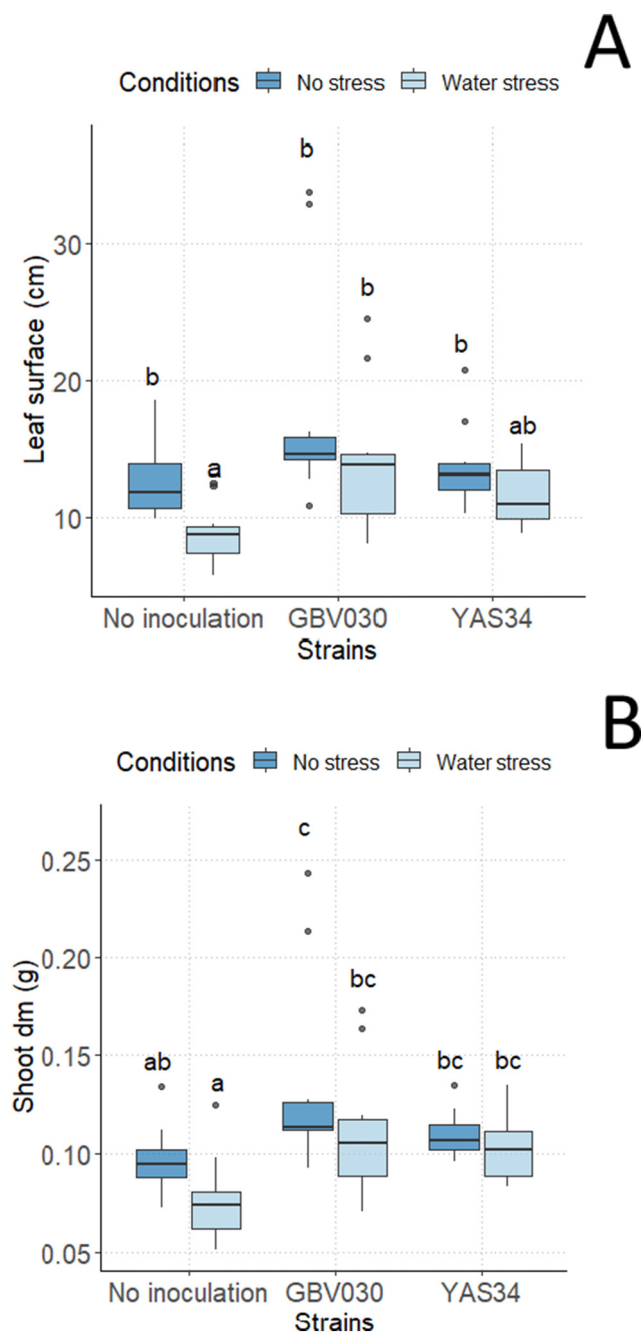 A
Conditions No stress Water stress
b
b
b
b
ab
a
30
20
10
Leaf surface (cm)
No inoculation GBV030 YAS34
Strains
B
Conditions No stress Water stress
c
bc
ab
a
bc
bc
0.25
0.20
0.15
0.10
0.05
Shoot dm (g)
No inoculation GBV030 YAS34
Strains